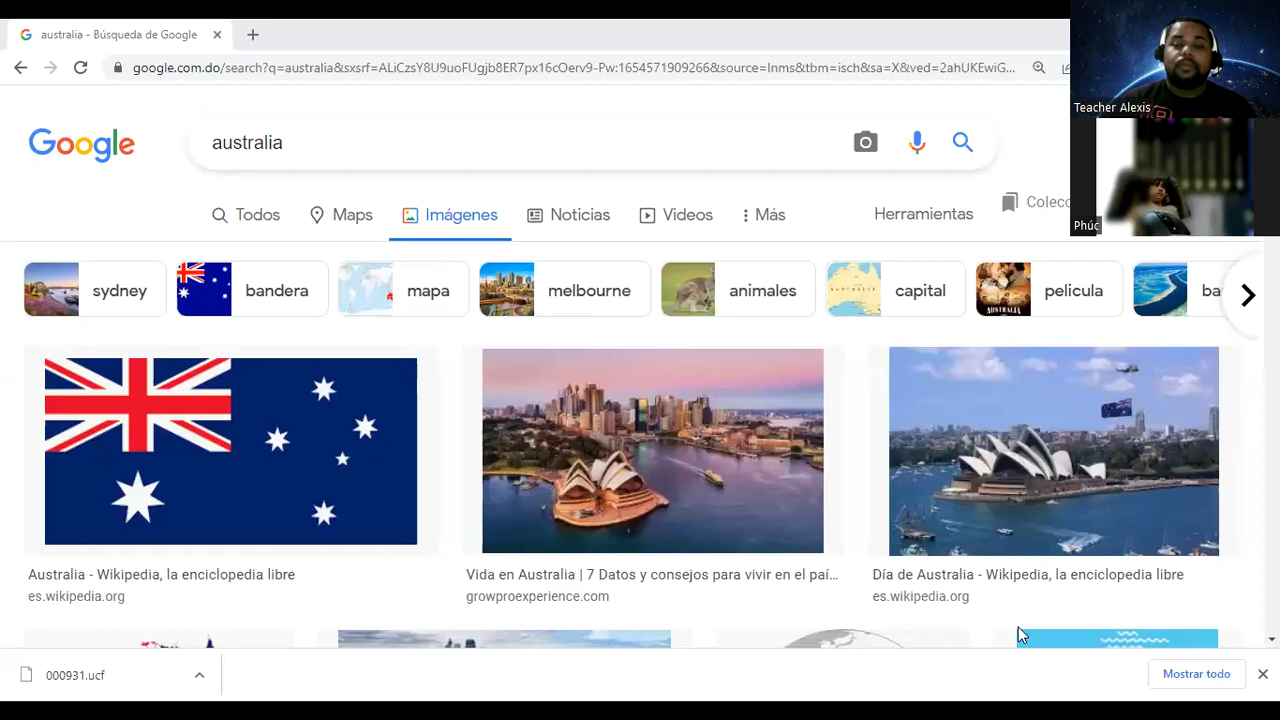 australia - Búsqueda de Google
google.com.do/search?q=australia&sxsrf=ALiCzsY8U9uoFUgjb8ER7px16cOerv9-Pw:1654571909266&source=lnms&tbm=isch&sa=X&ved=2ahUKEwiG...
Teacher Alexis
Google
australia
Todos
Maps
Imágenes
Noticias
Videos
Más
Herramientas
Colecc
Phúc
sydney
bandera
mapa
melbourne
animales
capital
pelicula
ba
Australia - Wikipedia, la enciclopedia libre
es.wikipedia.org
Vida en Australia | 7 Datos y consejos para vivir en el paí...
growproexperience.com
Día de Australia - Wikipedia, la enciclopedia libre
es.wikipedia.org
000931.ucf
Mostrar todo